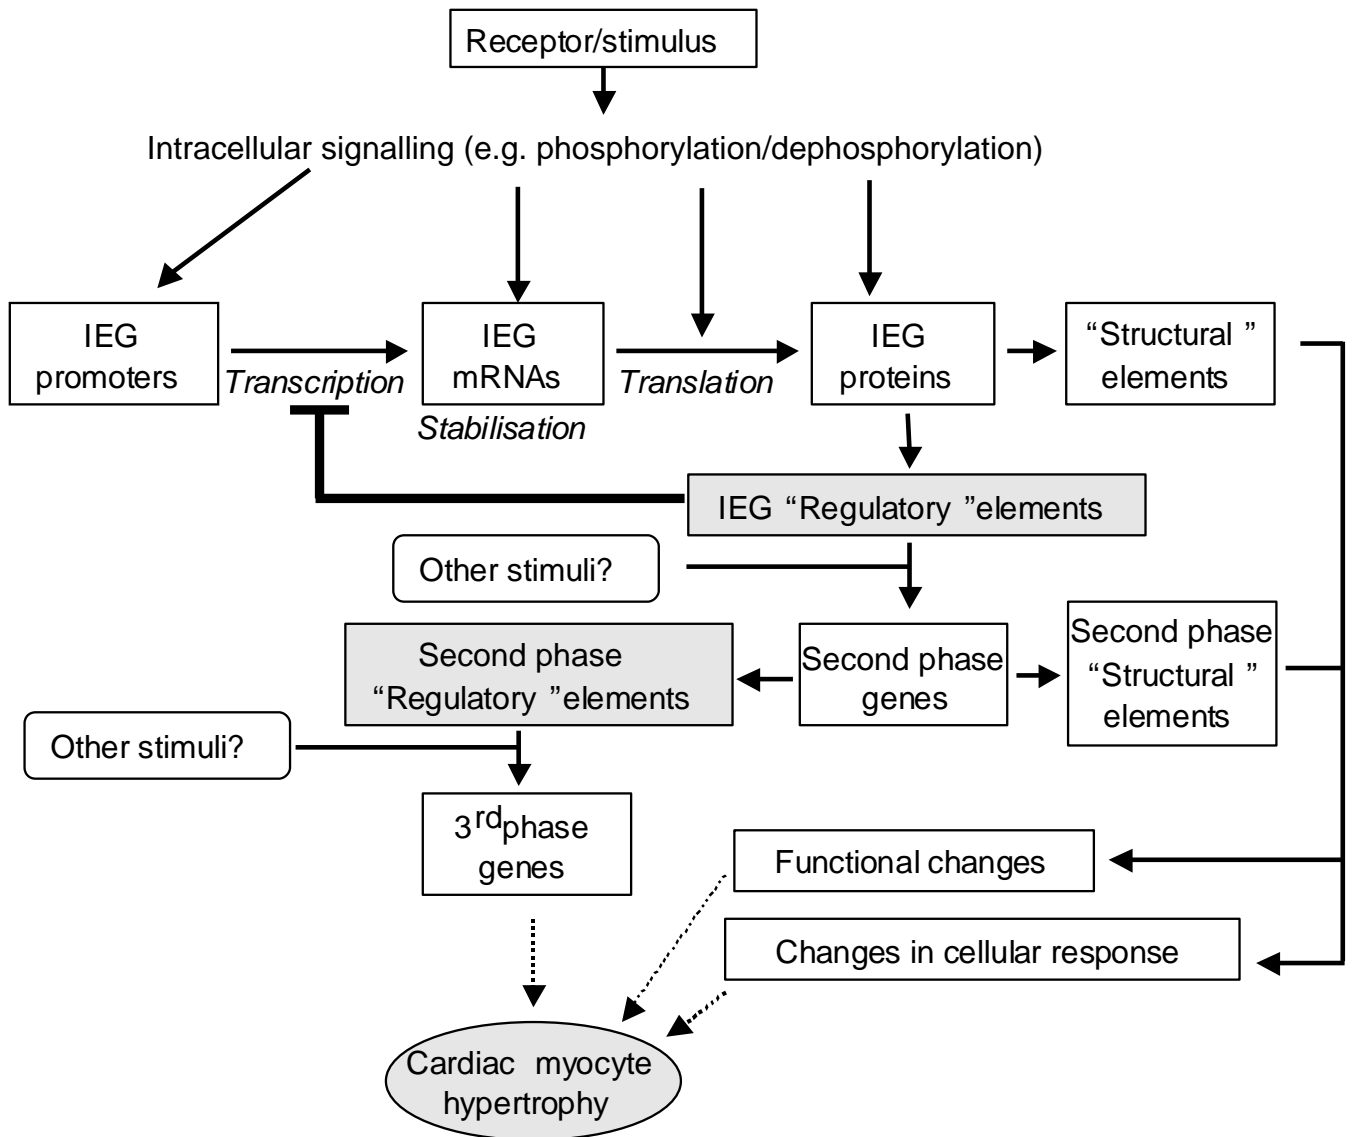 Receptor/stimulus
Intracellular signalling (e.g. phosphorylation/dephosphorylation)
IEG
promoters
Transcription
IEG
mRNAs
Stabilisation
Translation
IEG
proteins
“Structural ”
elements
IEG “Regulatory ”elements
Other stimuli?
Second phase
“Regulatory ”elements
Second phase
genes
Second phase
“Structural ”
elements
Other stimuli?
3rdphase
genes
Functional changes
Changes in cellular response
Cardiac myocyte
hypertrophy